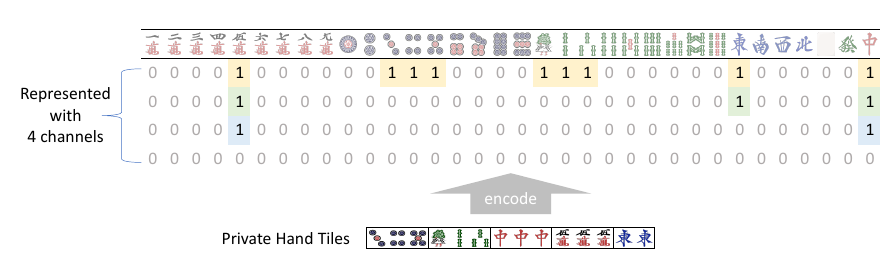 一 二 三 四 伍 六 七 八 九
萬 萬 萬 萬 萬 萬 萬 萬 萬 東 南 西 北 發 中
0 0 0 0 1 0 0 0 0 0 0 1 1 1 0 0 0 0 1 1 1 0 0 0 0 0 0 1 0 0 0 0 0 1
0 0 0 0 1 0 0 0 0 0 0 0 0 0 0 0 0 0 0 0 0 0 0 0 0 0 0 1 0 0 0 0 0 1
0 0 0 0 1 0 0 0 0 0 0 0 0 0 0 0 0 0 0 0 0 0 0 0 0 0 0 0 0 0 0 0 0 1
0 0 0 0 0 0 0 0 0 0 0 0 0 0 0 0 0 0 0 0 0 0 0 0 0 0 0 0 0 0 0 0 0 0
Represented
with
4 channels
encode
Private Hand Tiles 中 中 中 伍萬 伍萬 伍萬 東 東